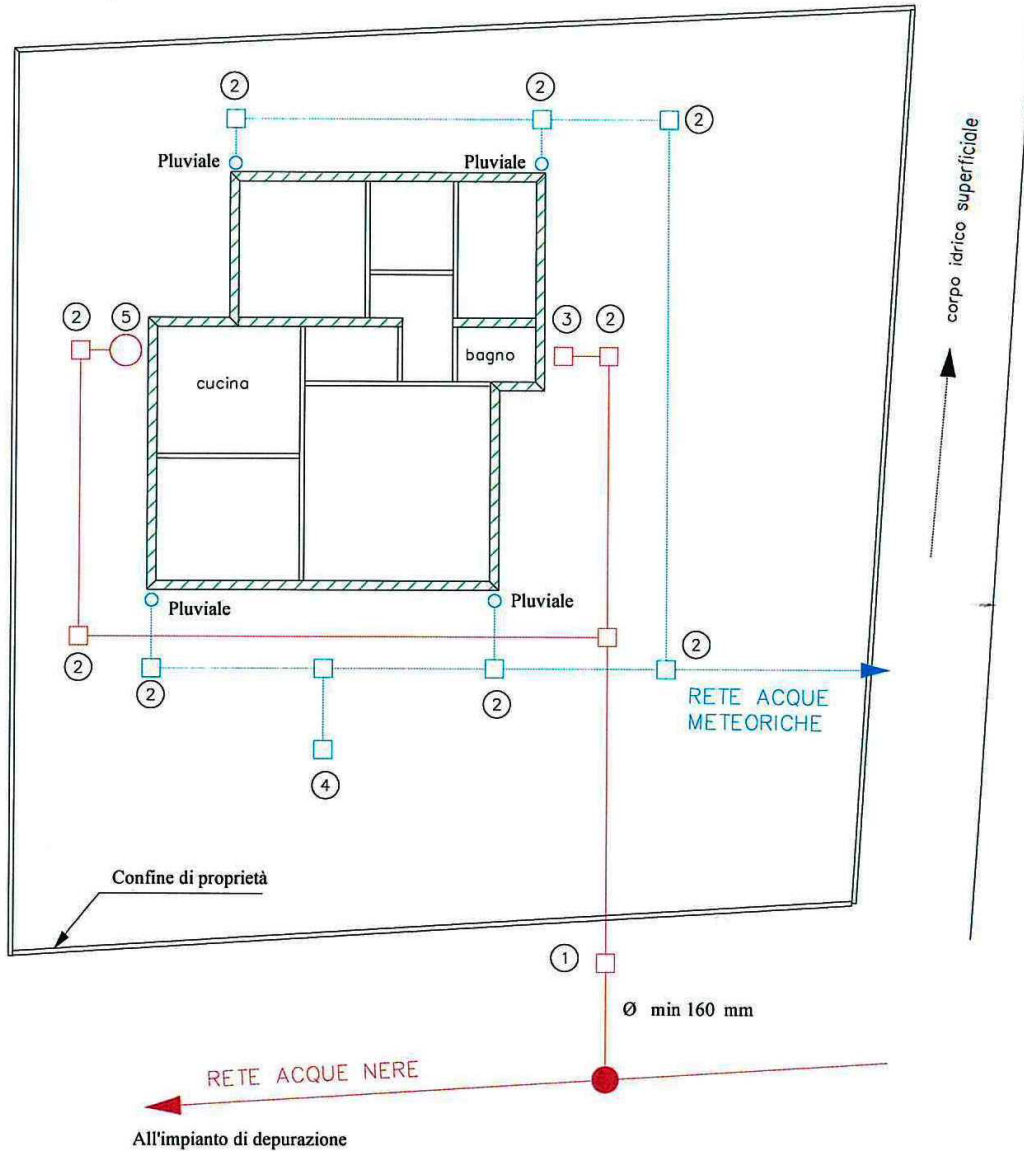 2
2
2
Pluviale
Pluviale
corpo idrico superficiale
2
5
3
2
bagno
cucina
Pluviale
Pluviale
2
2
2
2
RETE ACQUE
METEORICHE
4
Confine di proprietà
1
Ø min 160 mm
RETE ACQUE NERE
All'impianto di depurazione